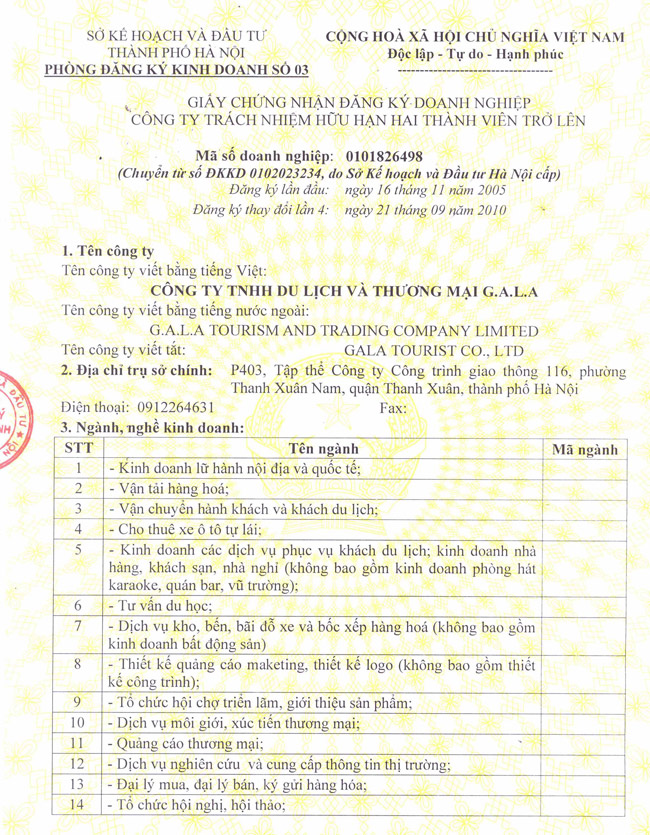 SỞ KẾ HOẠCH VÀ ĐẦU TƯ
THÀNH PHỐ HÀ NỘI
PHÒNG ĐĂNG KÝ KINH DOANH SỐ 03
CỘNG HOÀ XÃ HỘI CHỦ NGHĨA VIỆT NAM
Độc lập - Tự do - Hạnh phúc
GIẤY CHỨNG NHẬN ĐĂNG KÝ DOANH NGHIỆP
CÔNG TY TRÁCH NHIỆM HỮU HẠN HAI THÀNH VIÊN TRỞ LÊN
Mã số doanh nghiệp: 0101826498
(Chuyển từ số ĐKKD 0102023234, do Sở Kế hoạch và Đầu tư Hà Nội cấp)
Đăng ký lần đầu: ngày 16 tháng 11 năm 2005
Đăng ký thay đổi lần 4: ngày 21 tháng 09 năm 2010
1. Tên công ty
Tên công ty viết bằng tiếng Việt:
CÔNG TY TNHH DU LỊCH VÀ THƯƠNG MẠI G.A.L.A
Tên công ty viết bằng tiếng nước ngoài:
G.A.L.A TOURISM AND TRADING COMPANY LIMITED
Tên công ty viết tắt: GALA TOURIST CO., LTD
2. Địa chỉ trụ sở chính: P403, Tập thể Công ty Công trình giao thông 116, phường
Thanh Xuân Nam, quận Thanh Xuân, thành phố Hà Nội
Điện thoại: 0912264631 Fax:
3. Ngành, nghề kinh doanh:
STT Tên ngành Mã ngành
1 - Kinh doanh lữ hành nội địa và quốc tế;
2 - Vận tải hàng hoá;
3 - Vận chuyển hành khách và khách du lịch;
4 - Cho thuê xe ô tô tự lái;
5 - Kinh doanh các dịch vụ phục vụ khách du lịch; kinh doanh nhà
hàng, khách sạn, nhà nghỉ (không bao gồm kinh doanh phòng hát
karaoke, quán bar, vũ trường);
6 - Tư vấn du học;
7 - Dịch vụ kho, bến, bãi đỗ xe và bốc xếp hàng hoá (không bao gồm
kinh doanh bất động sản)
8 - Thiết kế quảng cáo maketing, thiết kế logo (không bao gồm thiết
kế công trình);
9 - Tổ chức hội chợ triển lãm, giới thiệu sản phẩm;
10 - Dịch vụ môi giới, xúc tiến thương mại;
11 - Quảng cáo thương mại;
12 - Dịch vụ nghiên cứu và cung cấp thông tin thị trường;
13 - Đại lý mua, đại lý bán, ký gửi hàng hóa;
14 - Tổ chức hội nghị, hội thảo;